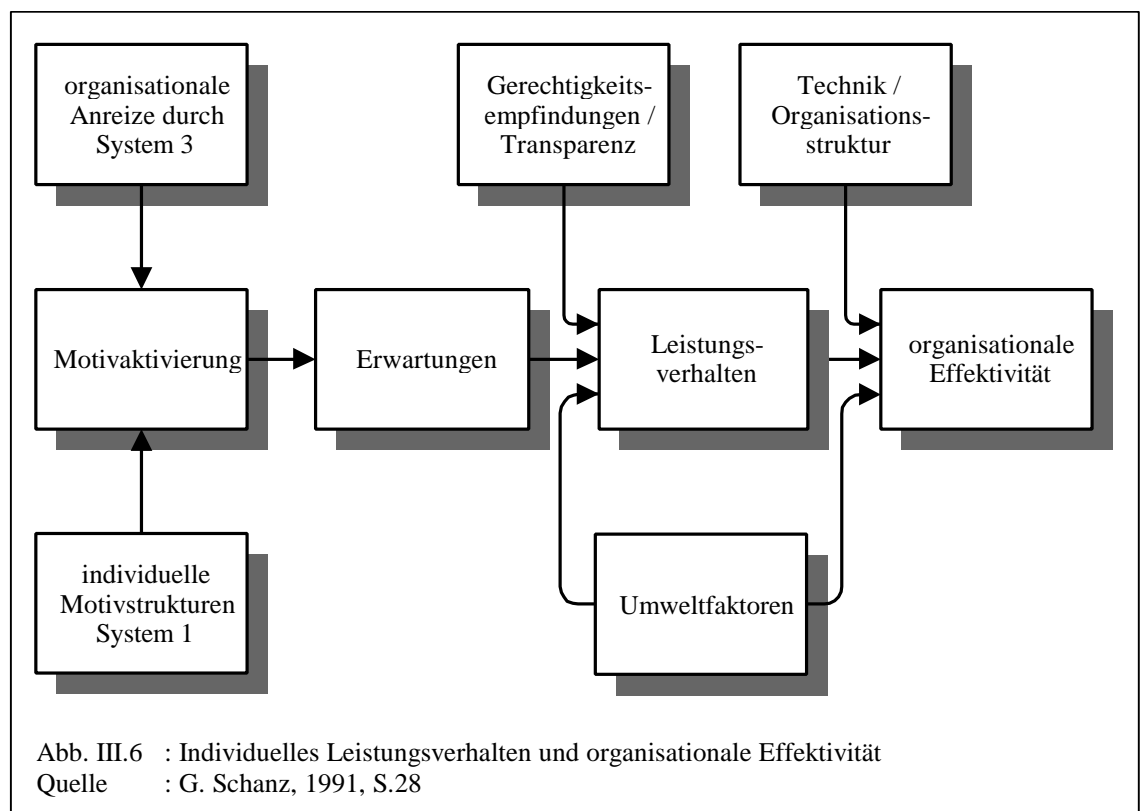 organisationale
Anreize durch
System 3
Gerechtigkeits-
empfindungen /
Transparenz
Technik /
Organisations-
struktur
Motivaktivierung
Erwartungen
Leistungs-
verhalten
organisationale
Effektivität
individuelle
Motivstrukturen
System 1
Umweltfaktoren
Abb. III.6 : Individuelles Leistungsverhalten und organisationale Effektivität
Quelle : G. Schanz, 1991, S.28